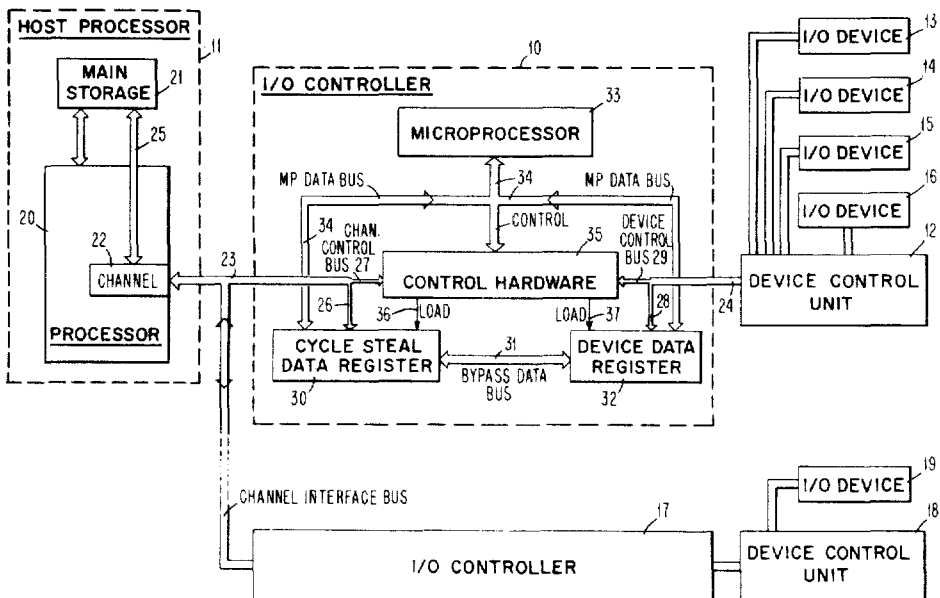 HOST PROCESSOR
11
MAIN
STORAGE
21
25
20
22
CHANNEL
PROCESSOR
23
10
I/O CONTROLLER
33
MICROPROCESSOR
MP DATA BUS
34
MP DATA BUS
34
CHAN.
CONTROL
BUS 27
CONTROL
35
DEVICE
CONTROL
BUS 29
CONTROL HARDWARE
26
36
LOAD
LOAD
37
28
24
CYCLE STEAL
DATA REGISTER
30
31
BYPASS DATA
BUS
DEVICE DATA
REGISTER
32
13
I/O DEVICE
14
I/O DEVICE
15
I/O DEVICE
16
I/O DEVICE
12
DEVICE CONTROL
UNIT
CHANNEL INTERFACE BUS
17
I/O CONTROLLER
19
I/O DEVICE
18
DEVICE CONTROL
UNIT